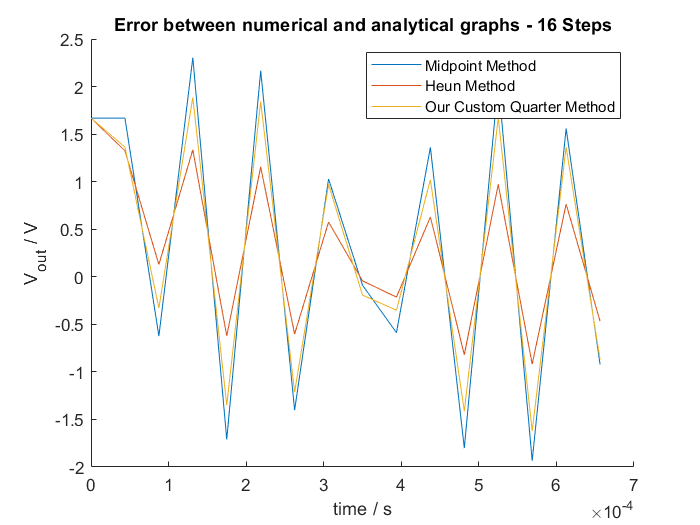 Error between numerical and analytical graphs - 16 Steps
2.5
2
1.5
1
0.5
0
-0.5
-1
-1.5
-2
V_out / V
Midpoint Method
Heun Method
Our Custom Quarter Method
0 1 2 3 4 5 6 7
time / s
×10^-4